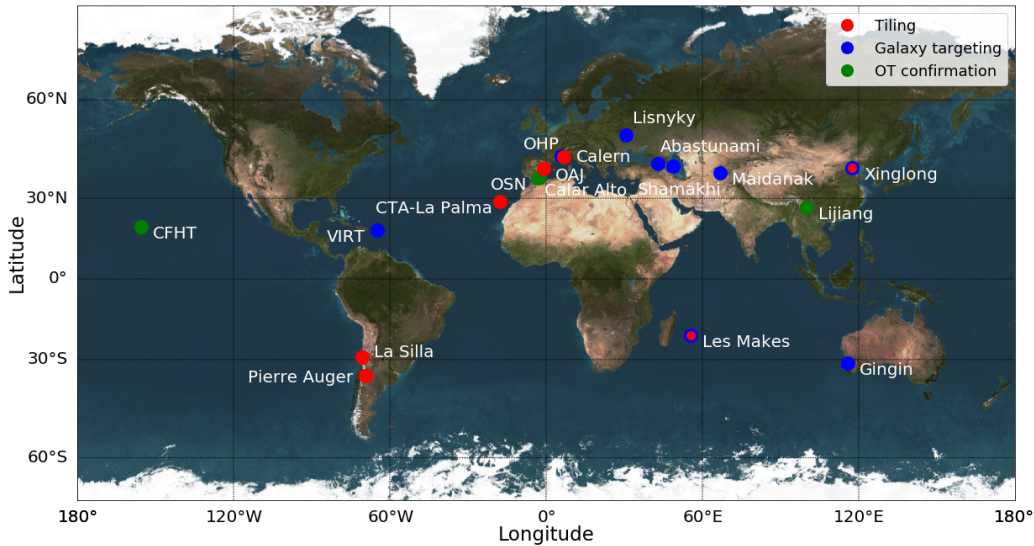 Tiling
Galaxy targeting
OT confirmation
60°N
30°N
0°
30°S
60°S
Latitude
Lisnyky
OHP
Calern
Abastunami
OAJ
OSN
Calar Alto
Shamakhi
Maidanak
Xinglong
CTA-La Palma
Lijiang
CFHT
VIRT
Les Makes
La Silla
Gingin
Pierre Auger
180°
120°W
60°W
0°
60°E
120°E
180°
Longitude